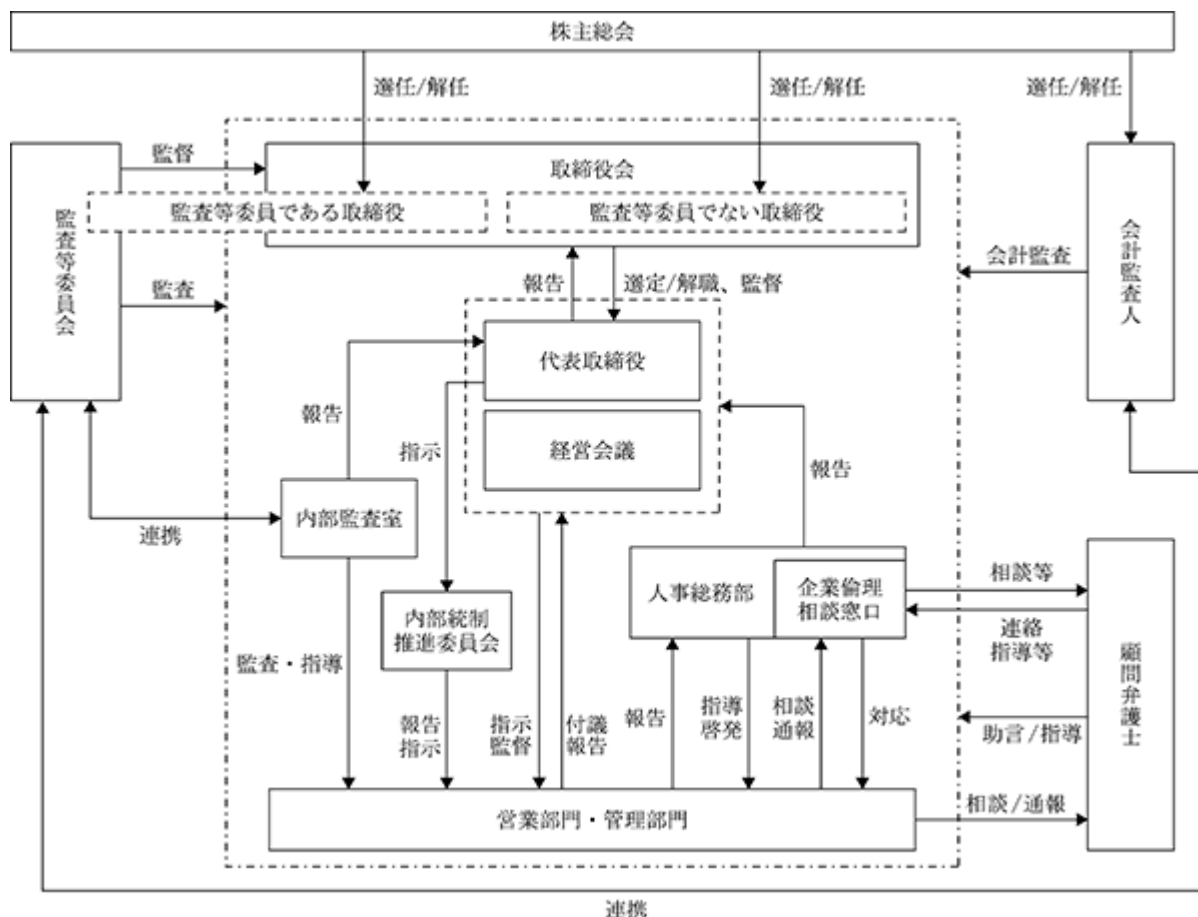 株主総会
選任/解任
選任/解任
選任/解任
監督
取締役会
監査等委員である取締役
監査等委員でない取締役
監査等委員会
会計監査人
会計監査
監査
報告
選定/解職、監督
代表取締役
報告
指示
経営会議
報告
内部監査室
連携
人事総務部
企業倫理
相談窓口
相談等
連絡
指導等
内部統制
推進委員会
顧問弁護士
監査・指導
報告
指示
指示
監督
付議
報告
報告
指導
啓発
相談
通報
対応
助言/指導
営業部門・管理部門
相談/通報
連携